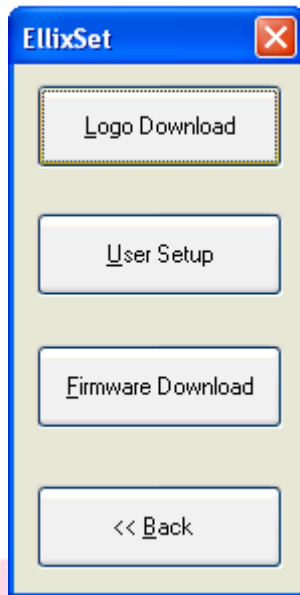 EllixSet
Logo Download
User Setup
Firmware Download
<< Back